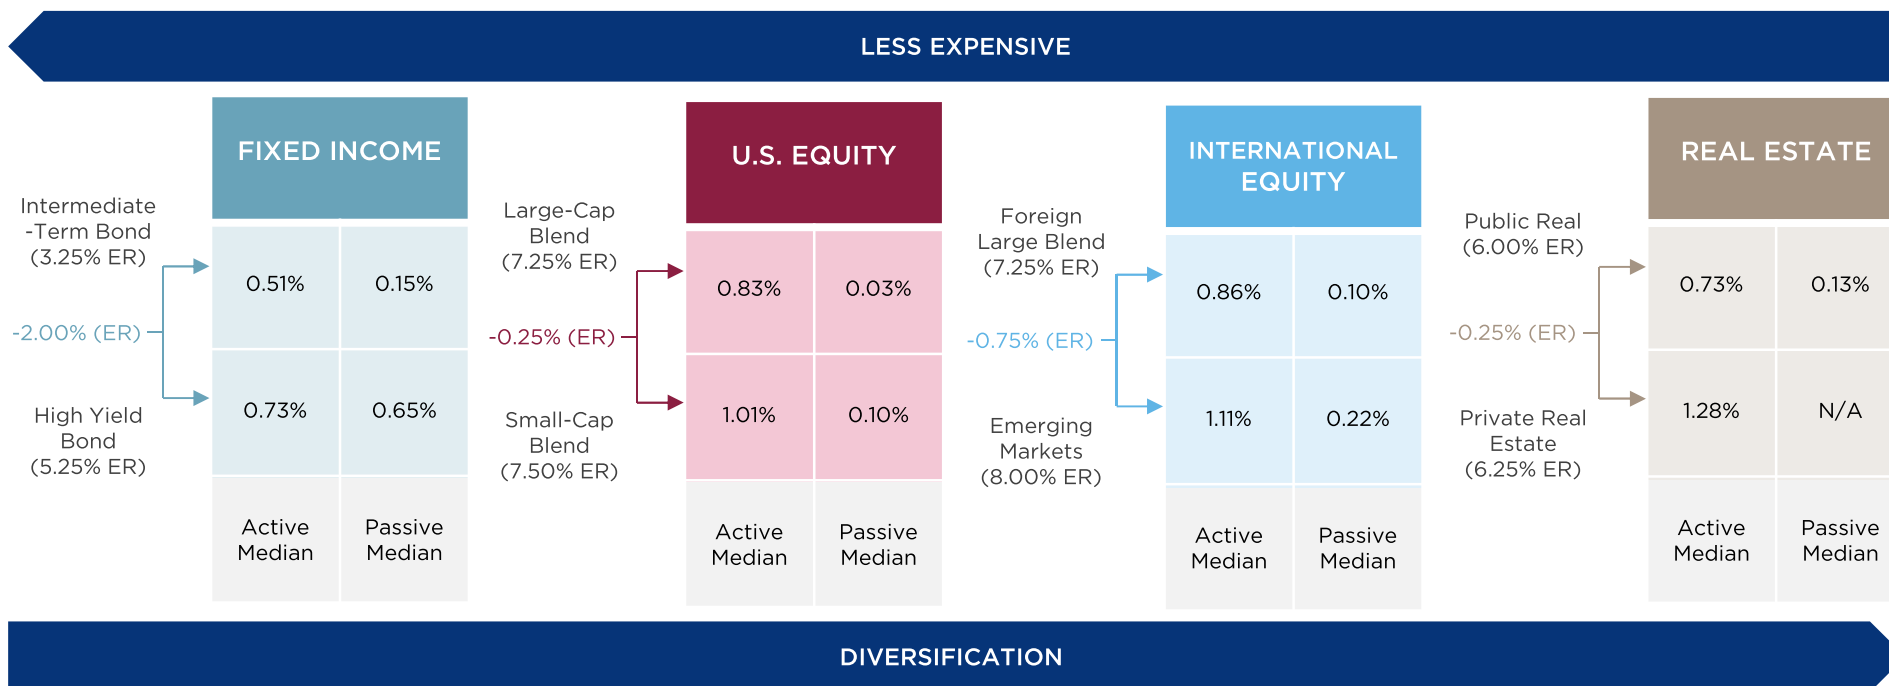 LESS EXPENSIVE
FIXED INCOME
Intermediate
-Term Bond
(3.25% ER)
0.51%
0.15%
-2.00% (ER)
0.73%
0.65%
High Yield
Bond
(5.25% ER)
Active
Median
Passive
Median
U.S. EQUITY
Large-Cap
Blend
(7.25% ER)
0.83%
0.03%
-0.25% (ER)
1.01%
0.10%
Small-Cap
Blend
(7.50% ER)
Active
Median
Passive
Median
INTERNATIONAL
EQUITY
Foreign
Large Blend
(7.25% ER)
0.86%
0.10%
-0.75% (ER)
1.11%
0.22%
Emerging
Markets
(8.00% ER)
Active
Median
Passive
Median
REAL ESTATE
Public Real
(6.00% ER)
0.73%
0.13%
-0.25% (ER)
1.28%
N/A
Private Real
Estate
(6.25% ER)
Active
Median
Passive
Median
DIVERSIFICATION